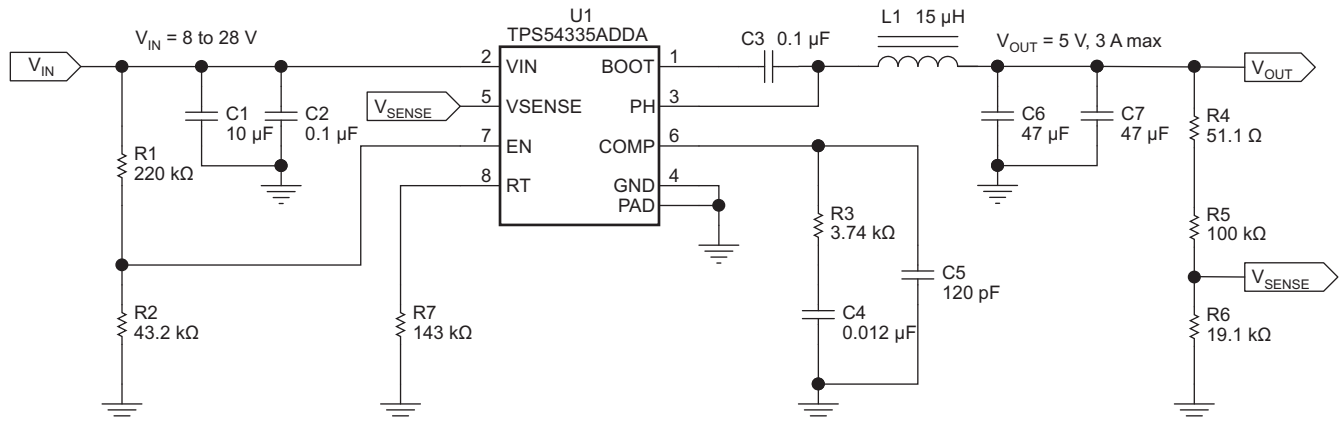 U1
TPS54335ADDA
V_IN = 8 to 28 V
V_IN
2 VIN
BOOT 1
C3 0.1 µF
L1 15 µH
V_OUT = 5 V, 3 A max
V_OUT
V_SENSE
5 VSENSE
PH 3
C1
10 µF
C2
0.1 µF
C6
47 µF
C7
47 µF
R4
51.1 Ω
R1
220 kΩ
7 EN
COMP 6
8 RT
GND 4
PAD
R3
3.74 kΩ
R5
100 kΩ
C5
120 pF
V_SENSE
R2
43.2 kΩ
R7
143 kΩ
C4
0.012 µF
R6
19.1 kΩ